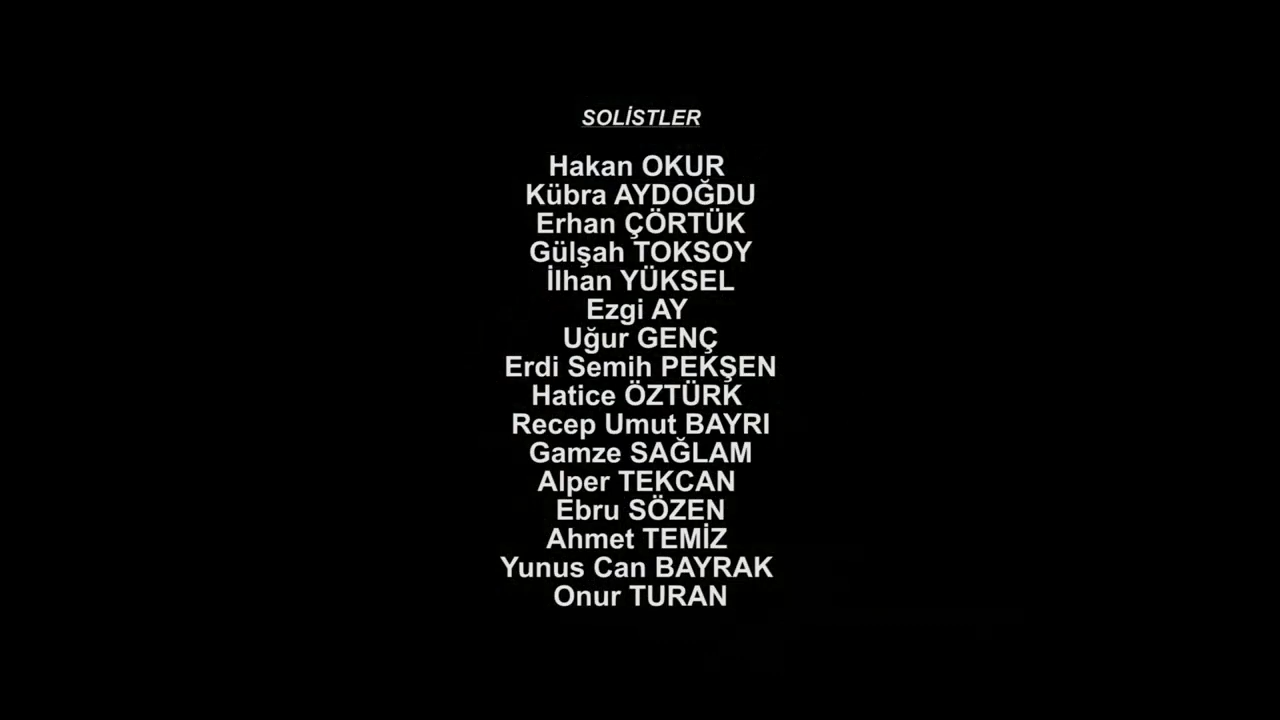 SOLİSTLER
Hakan OKUR
Kübra AYDOĞDU
Erhan ÇÖRTÜK
Gülşah TOKSOY
İlhan YÜKSEL
Ezgi AY
Uğur GENÇ
Erdi Semih PEKŞEN
Hatice ÖZTÜRK
Recep Umut BAYRI
Gamze SAĞLAM
Alper TEKCAN
Ebru SÖZEN
Ahmet TEMİZ
Yunus Can BAYRAK
Onur TURAN